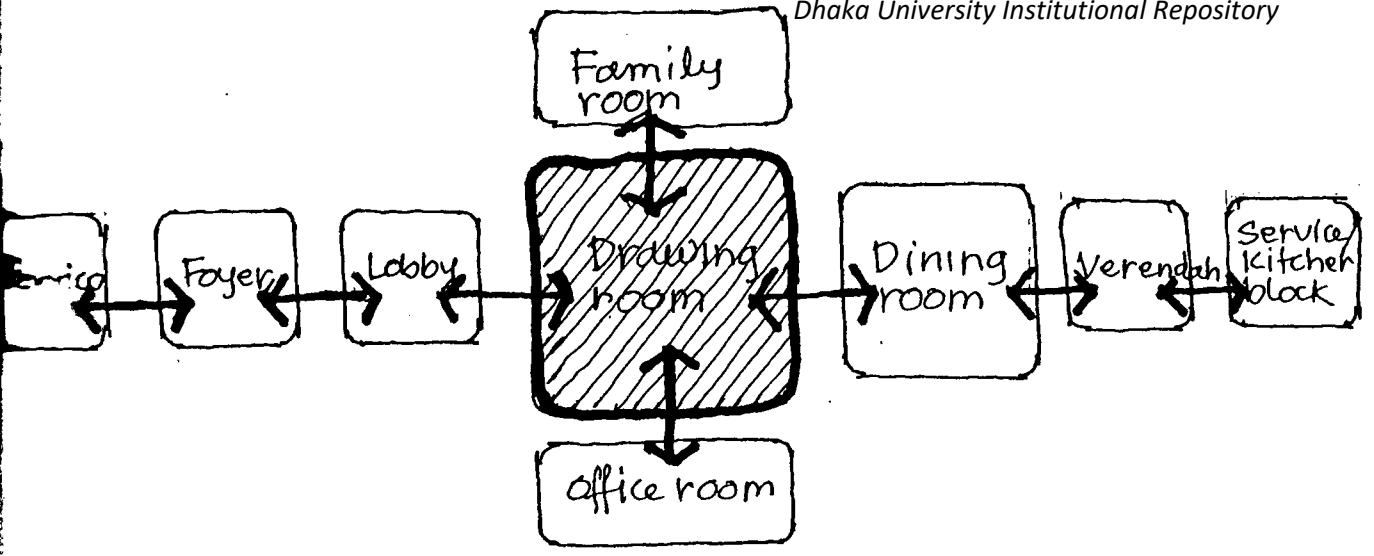 Dhaka University Institutional Repository
Family
room
Foyer
Lobby
Drawing
room
Dining
room
Verendah
Service/
Kitchen
block
Office room